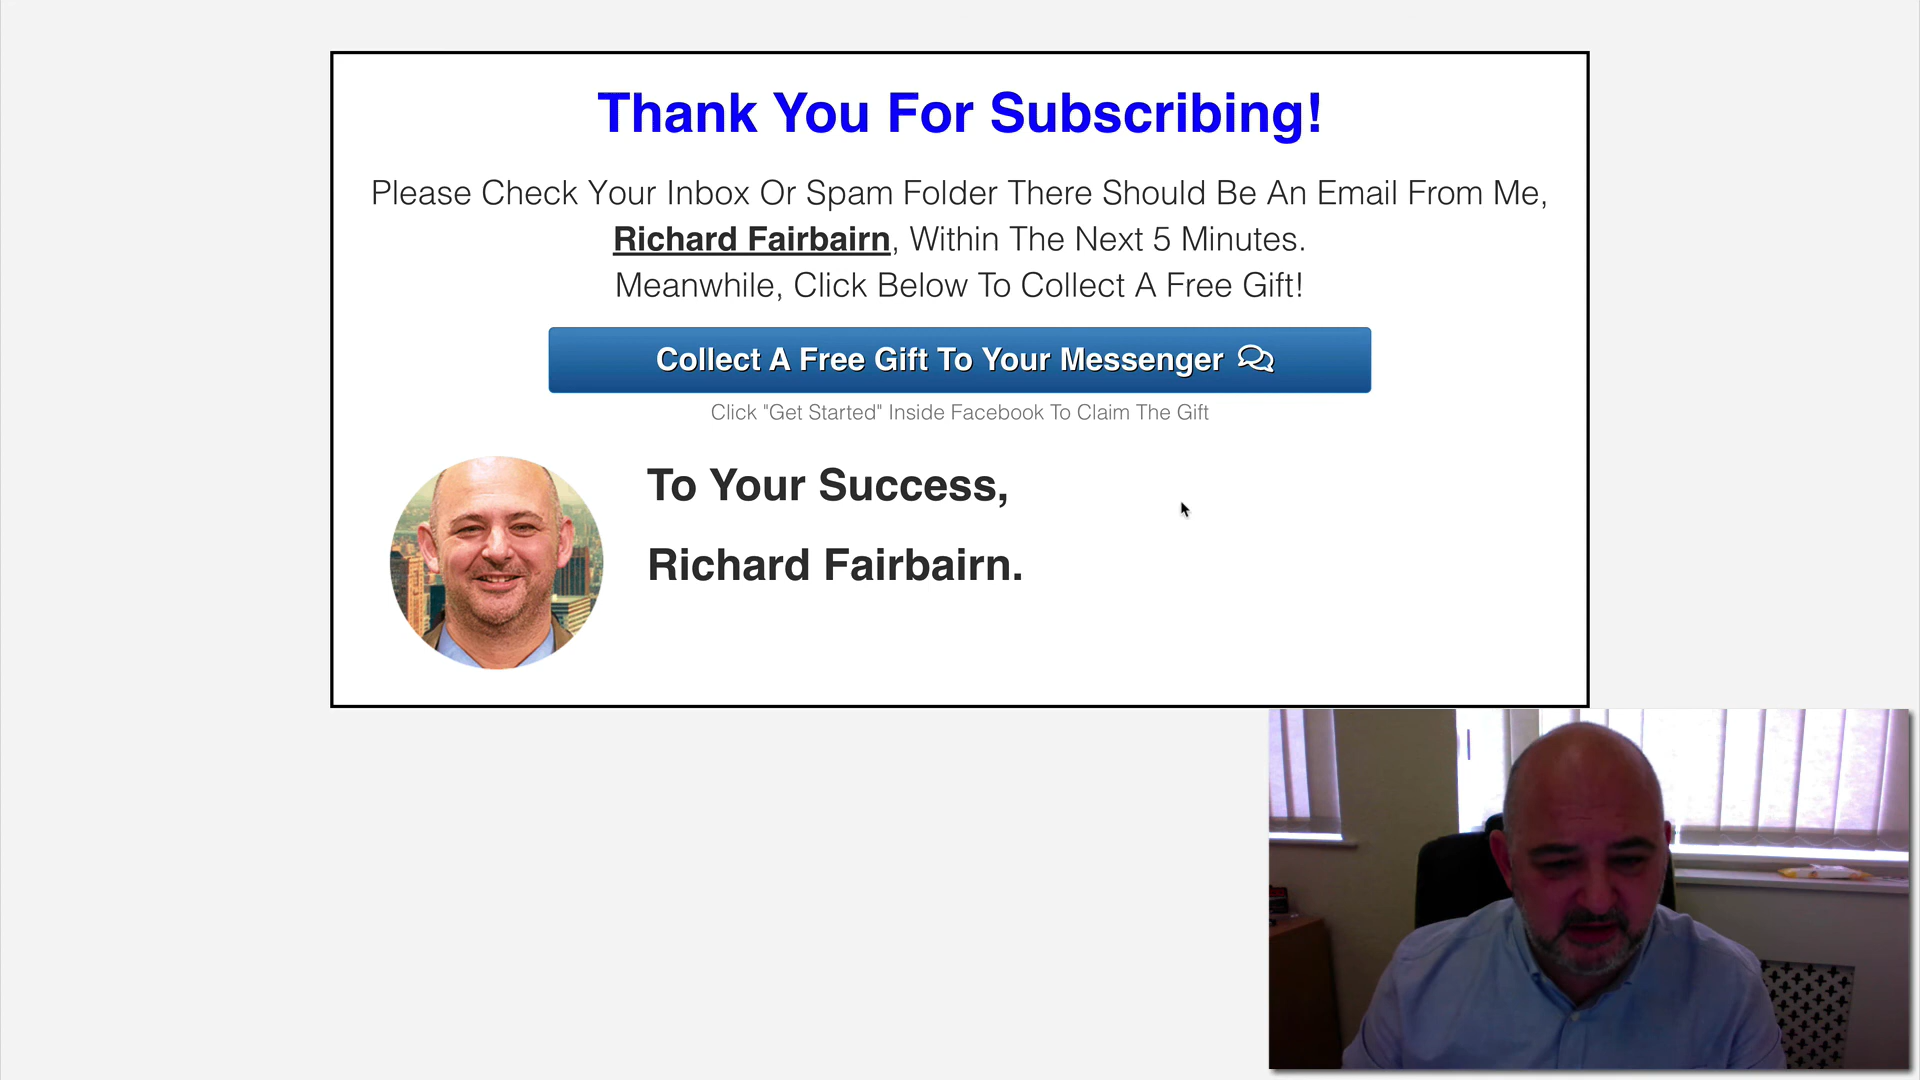 Thank You For Subscribing!
Please Check Your Inbox Or Spam Folder There Should Be An Email From Me,
Richard Fairbairn, Within The Next 5 Minutes.
Meanwhile, Click Below To Collect A Free Gift!
Collect A Free Gift To Your Messenger
Click "Get Started" Inside Facebook To Claim The Gift
To Your Success,
Richard Fairbairn.